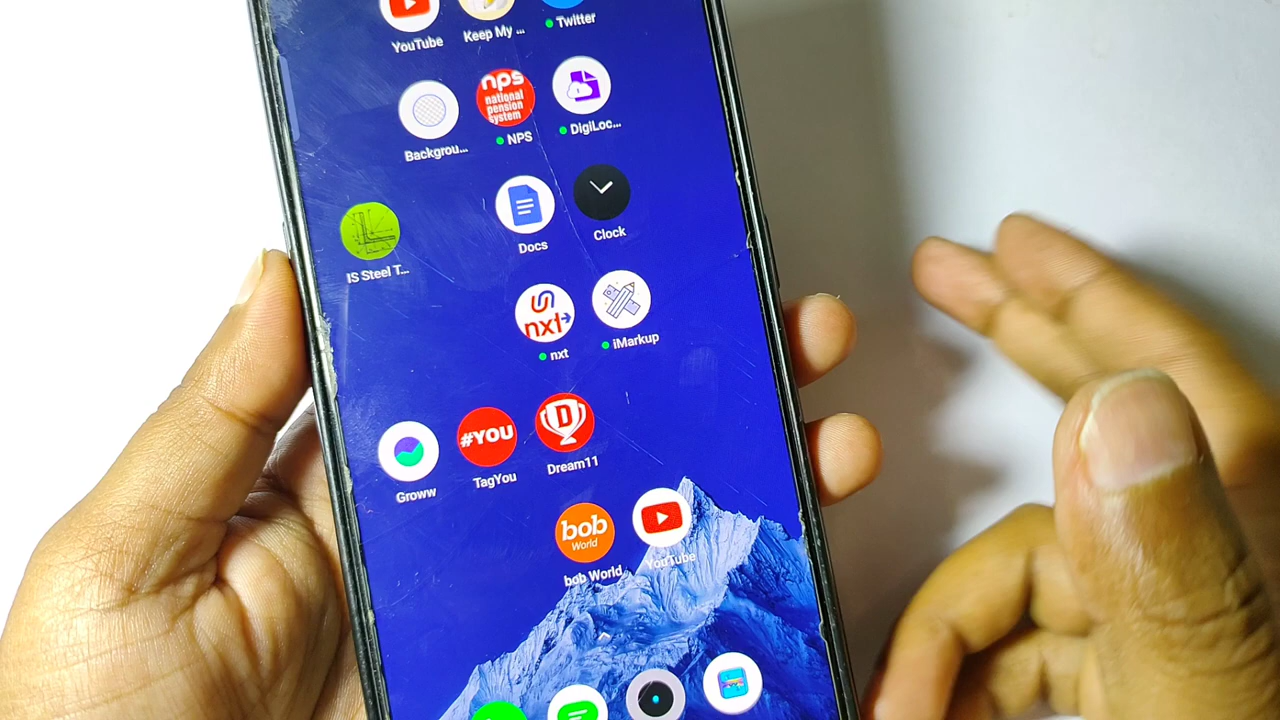 YouTube
Keep My ...
Twitter
nps
national
pension
system
Backgrou...
NPS
DigiLoc...
Docs
Clock
IS Steel T...
nxt
nxt
iMarkup
#YOU
D
Groww
TagYou
Dream11
bob
World
bob World
YouTube